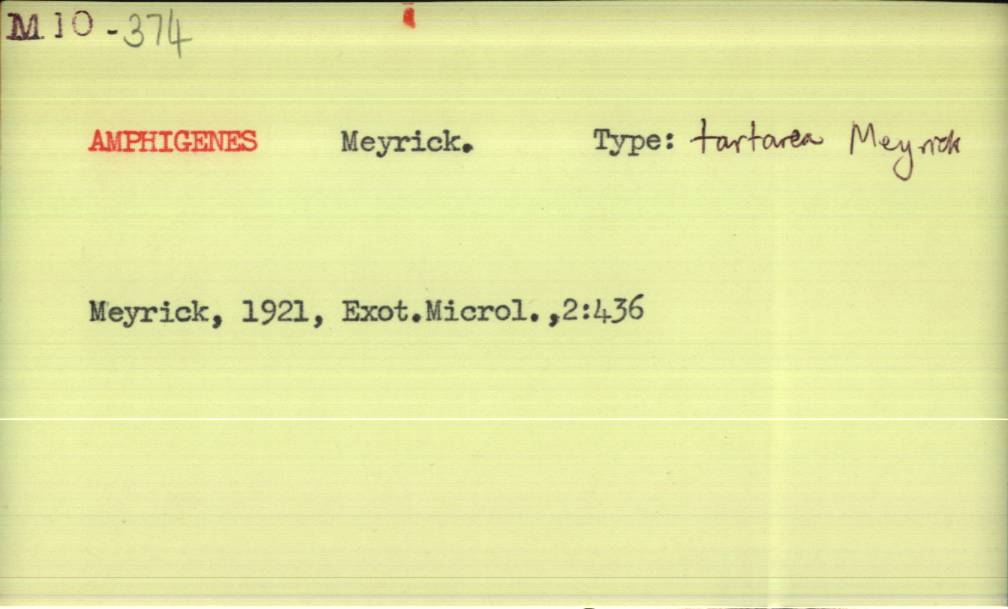 M10-374
AMPHIGENES Meyrick. Type: tartarea Meyrick
Meyrick, 1921, Exot.Microl.,2:436